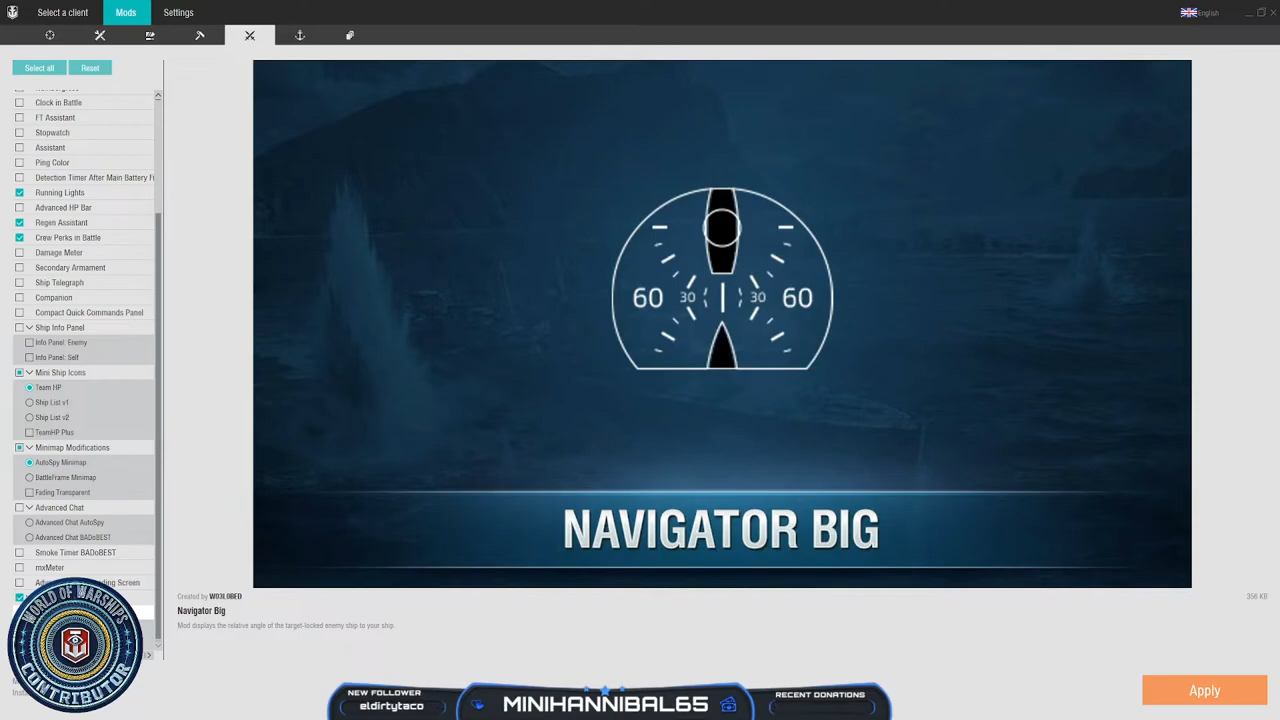 Select a client
Mods
Settings
English
Select all
Reset
Clock in Battle
FT Assistant
Stopwatch
Assistant
Ping Color
Detection Timer After Main Battery Fi
Running Lights
Advanced HP Bar
Regen Assistant
Crew Perks in Battle
Damage Meter
Secondary Armament
Ship Telegraph
Companion
Compact Quick Commands Panel
Ship Info Panel
Info Panel: Enemy
Info Panel: Self
Mini Ship Icons
Team HP
Ship List v1
Ship List v2
TeamHP Plus
Minimap Modifications
AutoSpy Minimap
BattleFrame Minimap
Fading Transparent
Advanced Chat
Advanced Chat AutoSpy
Advanced Chat BADoBEST
Smoke Timer BADoBEST
mxMeter
60 30 30 60
NAVIGATOR BIG
Created by W03L0BED
356 KB
Navigator Big
Mod displays the relative angle of the target-locked enemy ship to your ship.
WORLD OF WARSHIPS
CONTRIBUTOR
NEW FOLLOWER
eldirtytaco
MINIHANNIBAL65
RECENT DONATIONS
Apply